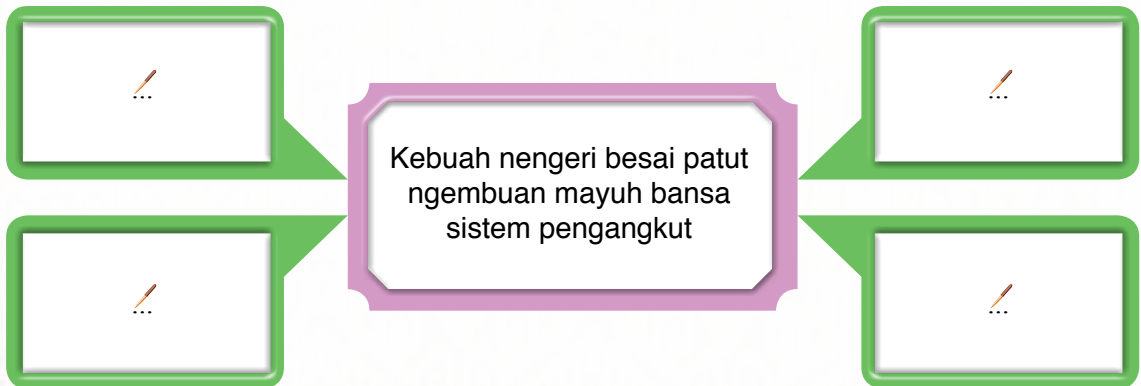 ...
...
Kebuah nengeri besai patut
ngembuan mayuh bansa
sistem pengangkut
...
...